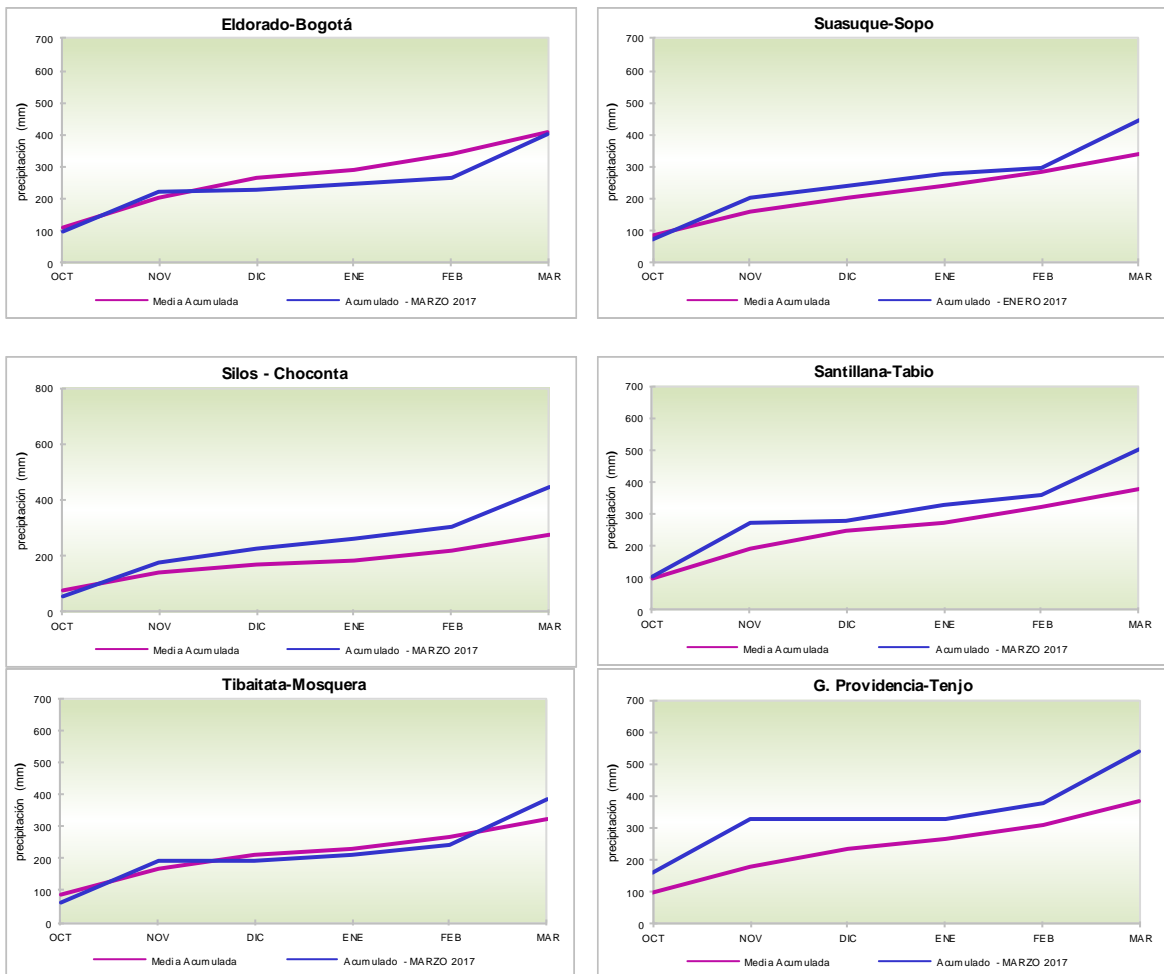 Eldorado-Bogotá
precipitación (mm)
700
600
500
400
300
200
100
0
OCT NOV DIC ENE FEB MAR
Media Acumulada Acumulado - MARZO 2017
Suasuque-Sopo
precipitación (mm)
700
600
500
400
300
200
100
0
OCT NOV DIC ENE FEB MAR
Media Acumulada Acumulado - ENERO 2017
Silos - Choconta
precipitación (mm)
800
600
400
200
0
OCT NOV DIC ENE FEB MAR
Media Acumulada Acumulado - MARZO 2017
Santillana-Tabio
precipitación (mm)
700
600
500
400
300
200
100
0
OCT NOV DIC ENE FEB MAR
Media Acumulada Acumulado - MARZO 2017
Tibaitata-Mosquera
precipitación (mm)
700
600
500
400
300
200
100
0
OCT NOV DIC ENE FEB MAR
Media Acumulada Acumulado - MARZO 2017
G. Providencia-Tenjo
precipitación (mm)
700
600
500
400
300
200
100
0
OCT NOV DIC ENE FEB MAR
Media Acumulada Acumulado - MARZO 2017